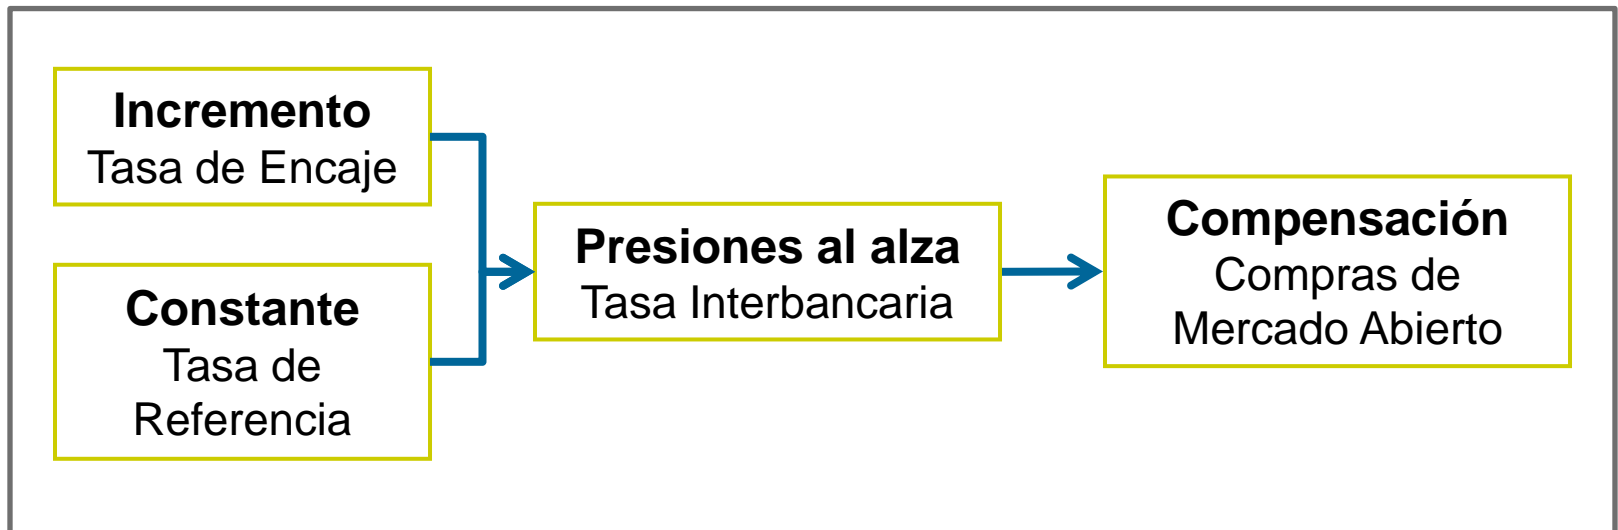 Incremento
Tasa de Encaje
Constante
Tasa de
Referencia
Presiones al alza
Tasa Interbancaria
Compensación
Compras de
Mercado Abierto